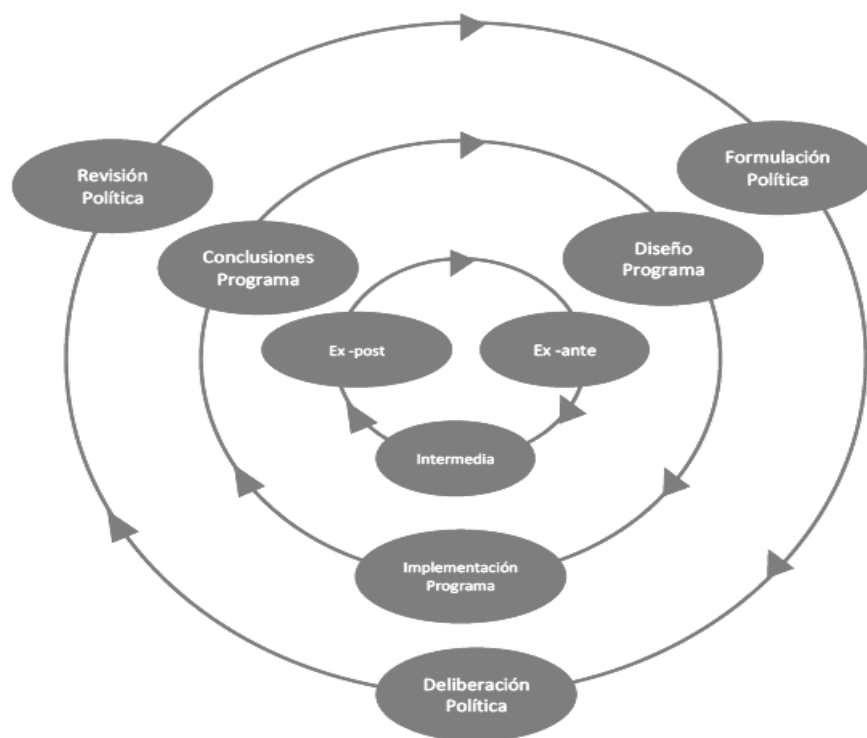 Formulación
Política
Revisión
Política
Diseño
Programa
Conclusiones
Programa
Ex -post
Ex -ante
Intermedia
Implementación
Programa
Deliberación
Política